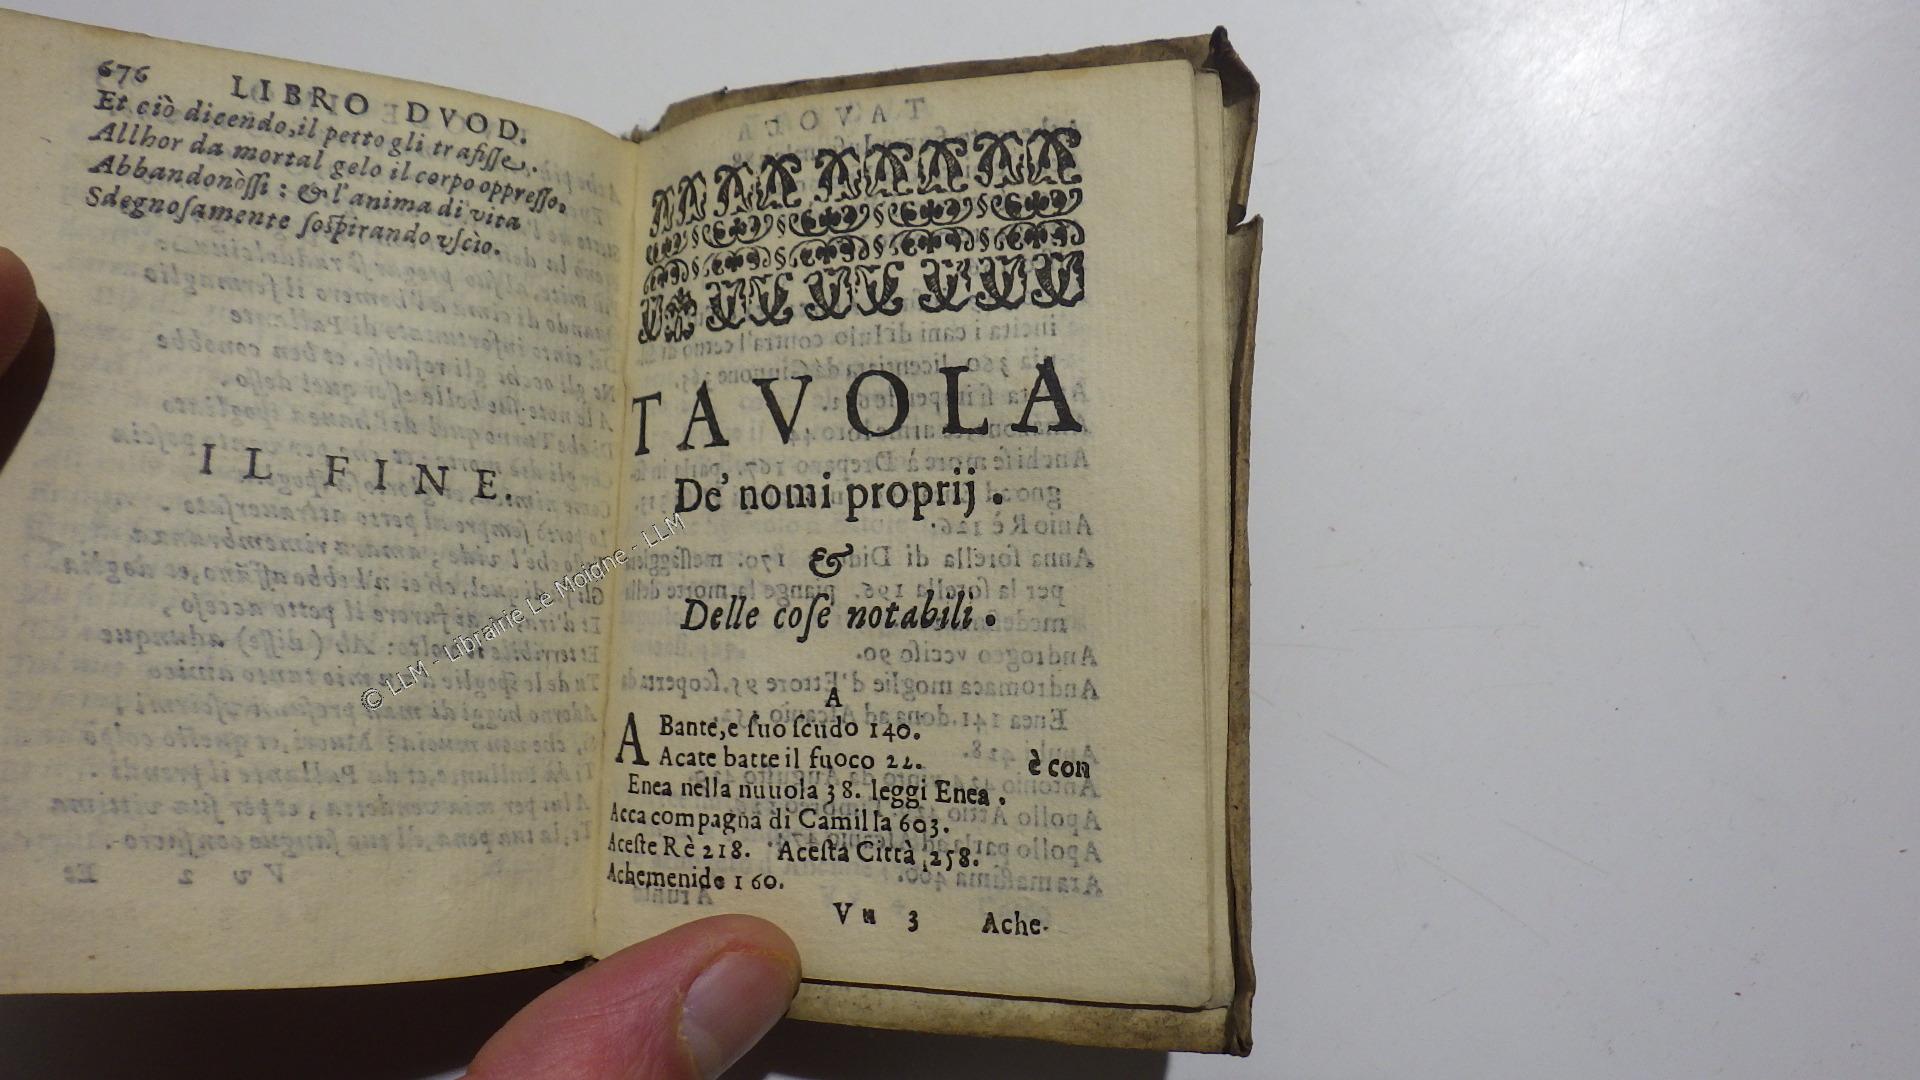 676 LIBRO DVOD.
Et ciò dicendo, il petto gli trafisse.
Allhor da mortal gelo il corpo oppresso,
Abbandonòssi: & l'anima di vita
Sdegnosamente sospirando vscìo.
IL FINE.
TAVOLA
De' nomi proprij.
&
Delle cose notabili.
A
ABante, e suo scudo 140.
Acate batte il fuoco 22. è con
Enea nella nuuola 38. leggi Enea.
Acca compagna di Camilla 603.
Aceste Rè 218. Acesta Città 258.
Achemenide 160.
Vu 3 Ache-
© LLM - Librairie Le Moigne - LLM